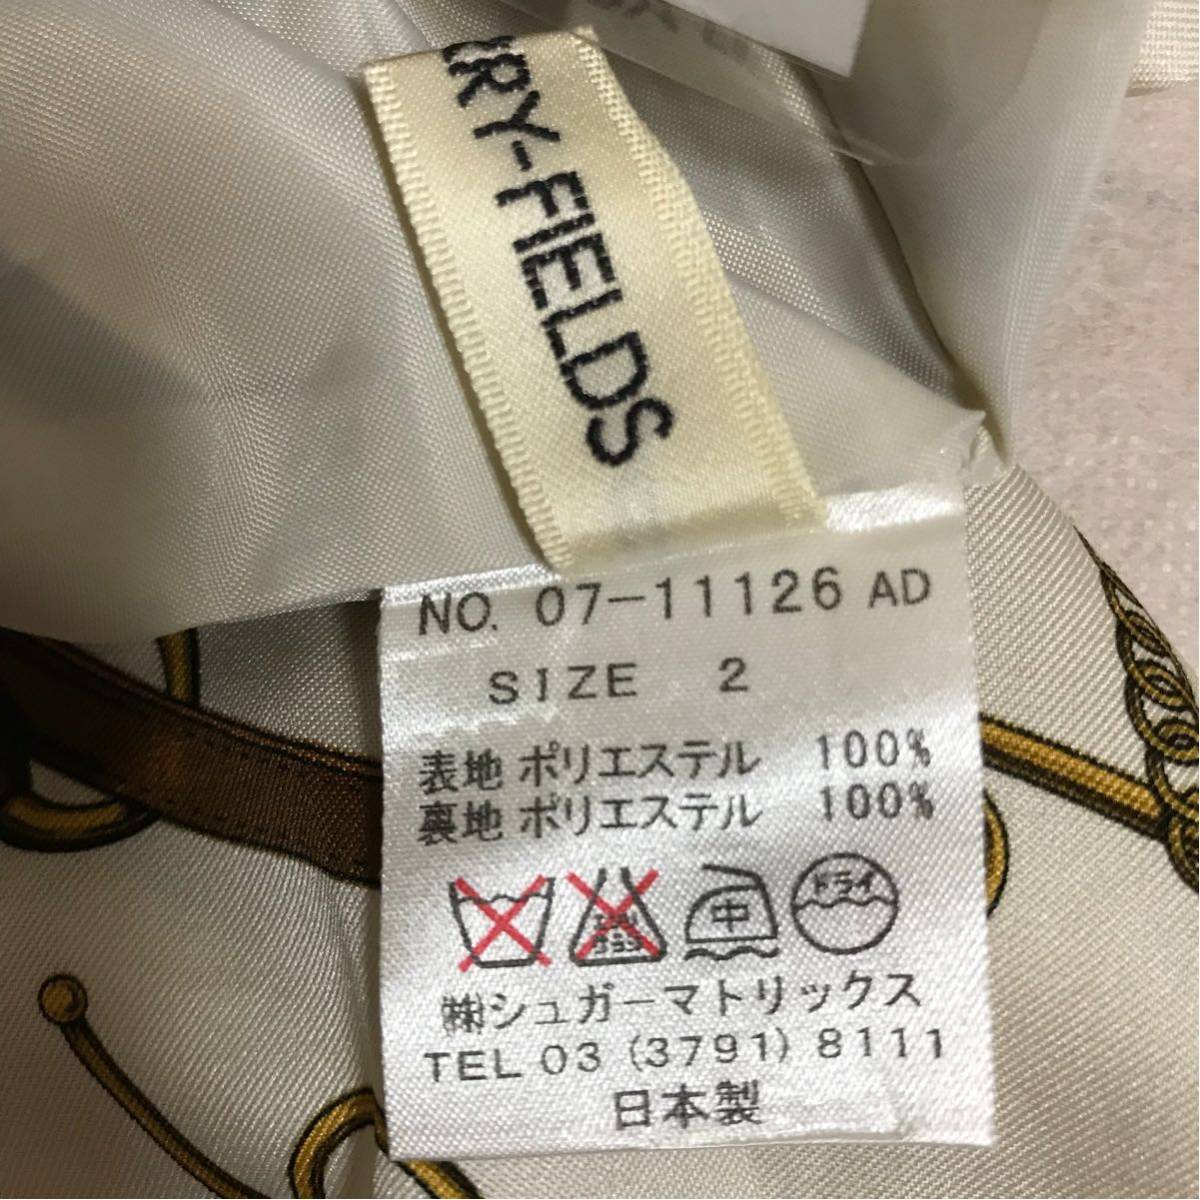 RY-FIELDS
NO. 07-11126 AD
SIZE 2
表地 ポリエステル 100%
裏地 ポリエステル 100%
中
ドライ
㈱シュガーマトリックス
TEL 03 (3791) 8111
日本製